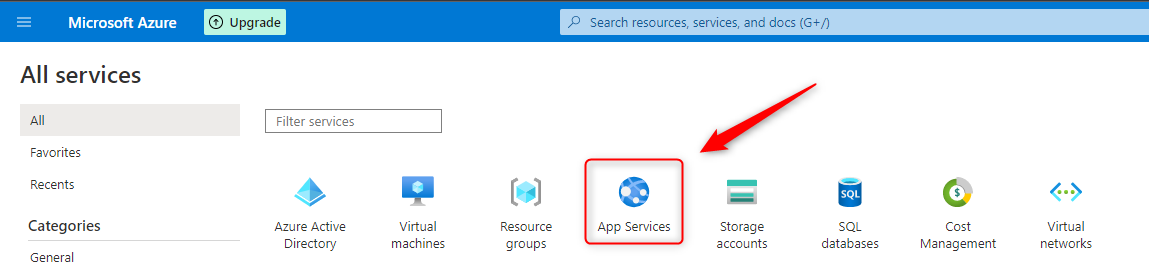 Microsoft Azure
Upgrade
Search resources, services, and docs (G+/)
All services
All
Filter services
Favorites
Recents
Azure Active
Directory
Virtual
machines
Resource
groups
App Services
Storage
accounts
SQL
SQL
databases
$
Cost
Management
Virtual
networks
Categories
General